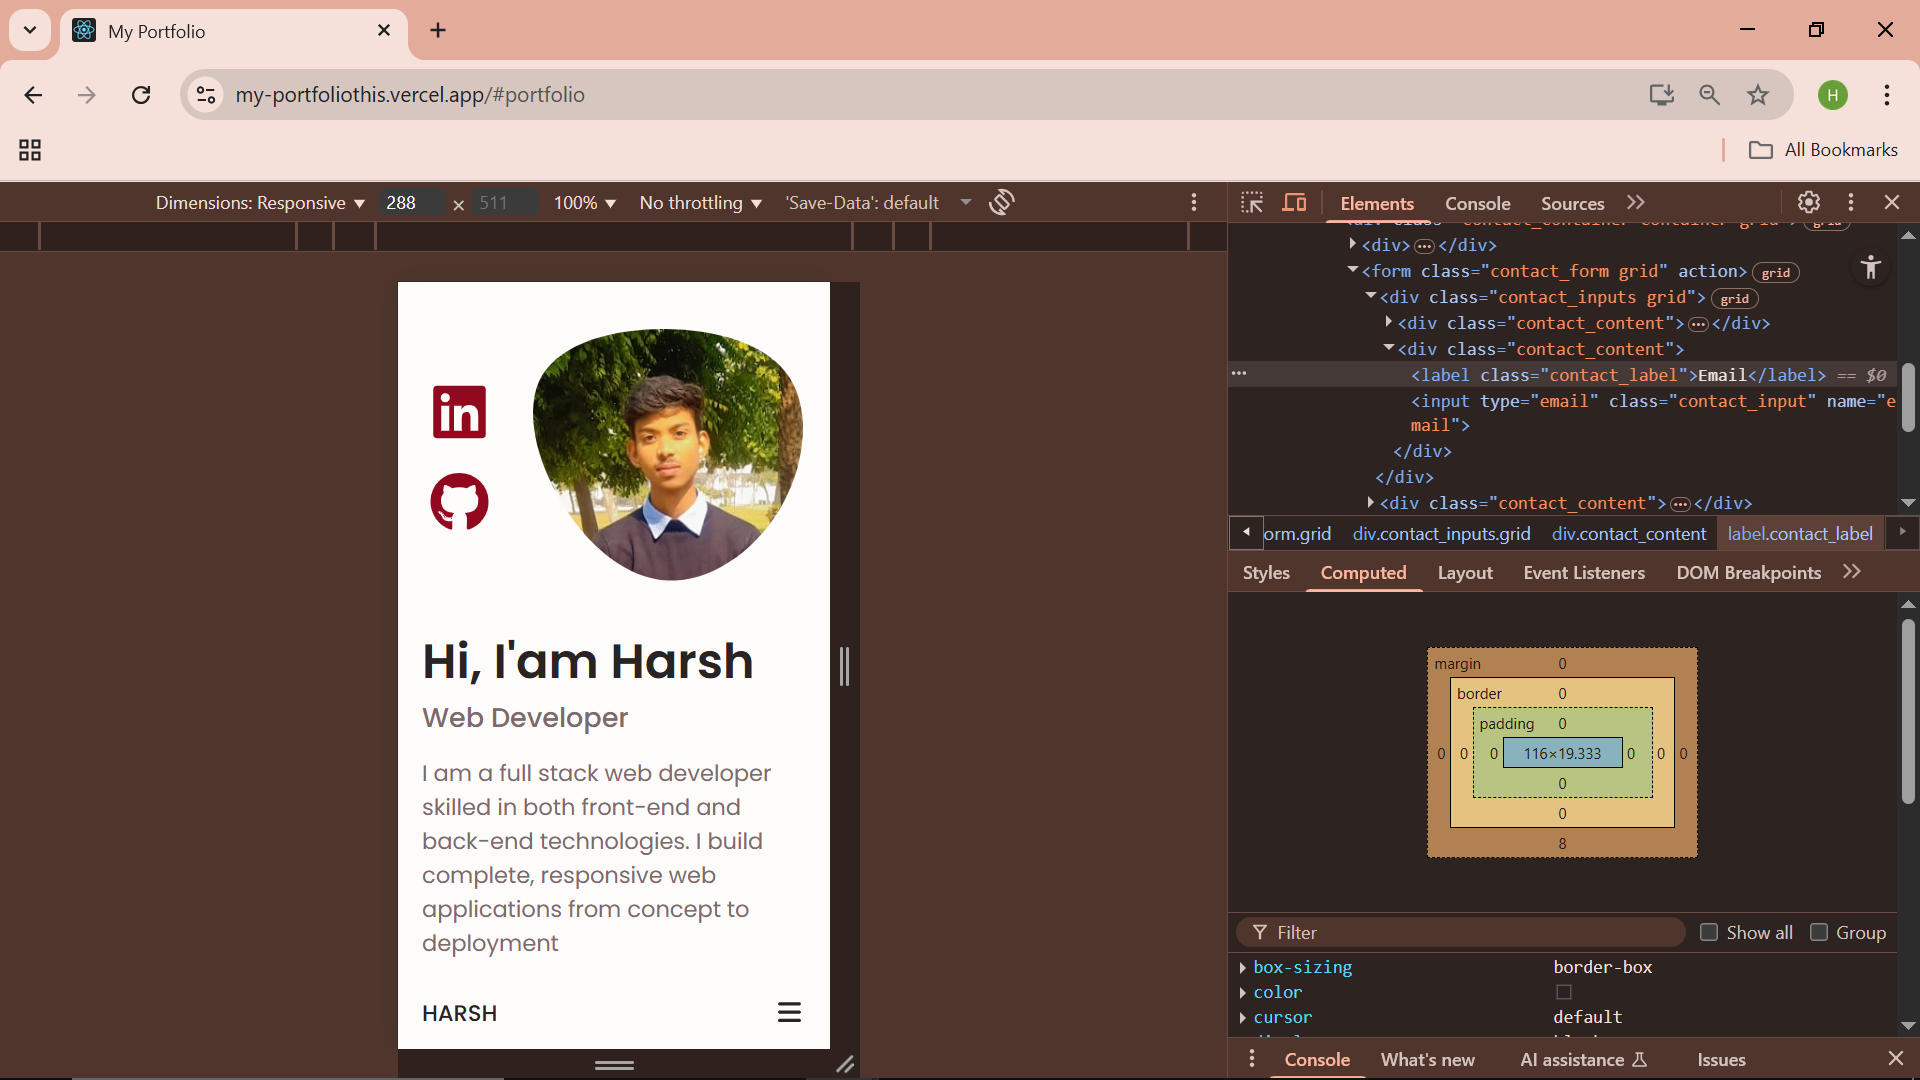 My Portfolio
my-portfoliothis.vercel.app/#portfolio
H
All Bookmarks
Dimensions: Responsive 288 × 511 100% No throttling 'Save-Data': default
Elements Console Sources
<div> ••• </div>
<form class="contact_form grid" action> grid
<div class="contact_inputs grid"> grid
<div class="contact_content"> ••• </div>
<div class="contact_content">
<label class="contact_label">Email</label> == $0
<input type="email" class="contact_input" name="e
mail">
</div>
</div>
<div class="contact_content"> ••• </div>
orm.grid div.contact_inputs.grid div.contact_content label.contact_label
Styles Computed Layout Event Listeners DOM Breakpoints
margin 0
border 0
padding 0
0 0 0 116×19.333 0 0 0
0
0
8
Filter Show all Group
box-sizing border-box
color
cursor default
Console What's new AI assistance Issues
in
Hi, I'am Harsh
Web Developer
I am a full stack web developer
skilled in both front-end and
back-end technologies. I build
complete, responsive web
applications from concept to
deployment
HARSH